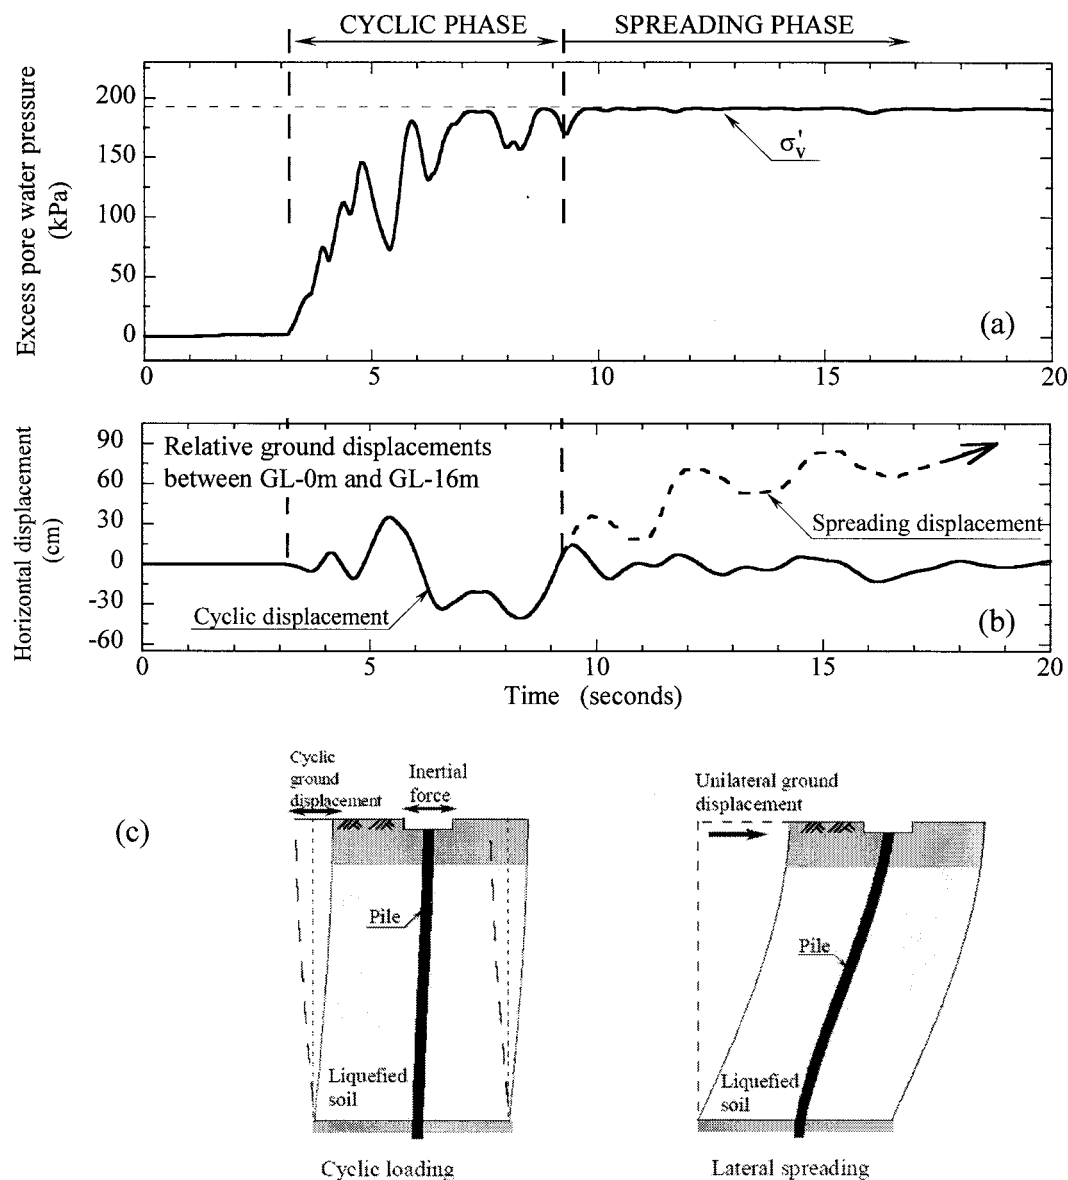 CYCLIC PHASE
SPREADING PHASE
Excess pore water pressure
(kPa)
200
150
100
50
0
σ'v
(a)
0
5
10
15
20
Horizontal displacement
(cm)
90
60
30
0
-30
-60
Relative ground displacements
between GL-0m and GL-16m
Spreading displacement
Cyclic displacement
(b)
0
5
10
15
20
Time (seconds)
(c)
Cyclic
ground
displacement
Inertial
force
Pile
Liquefied
soil
Cyclic loading
Unilateral ground
displacement
Pile
Liquefied
soil
Lateral spreading